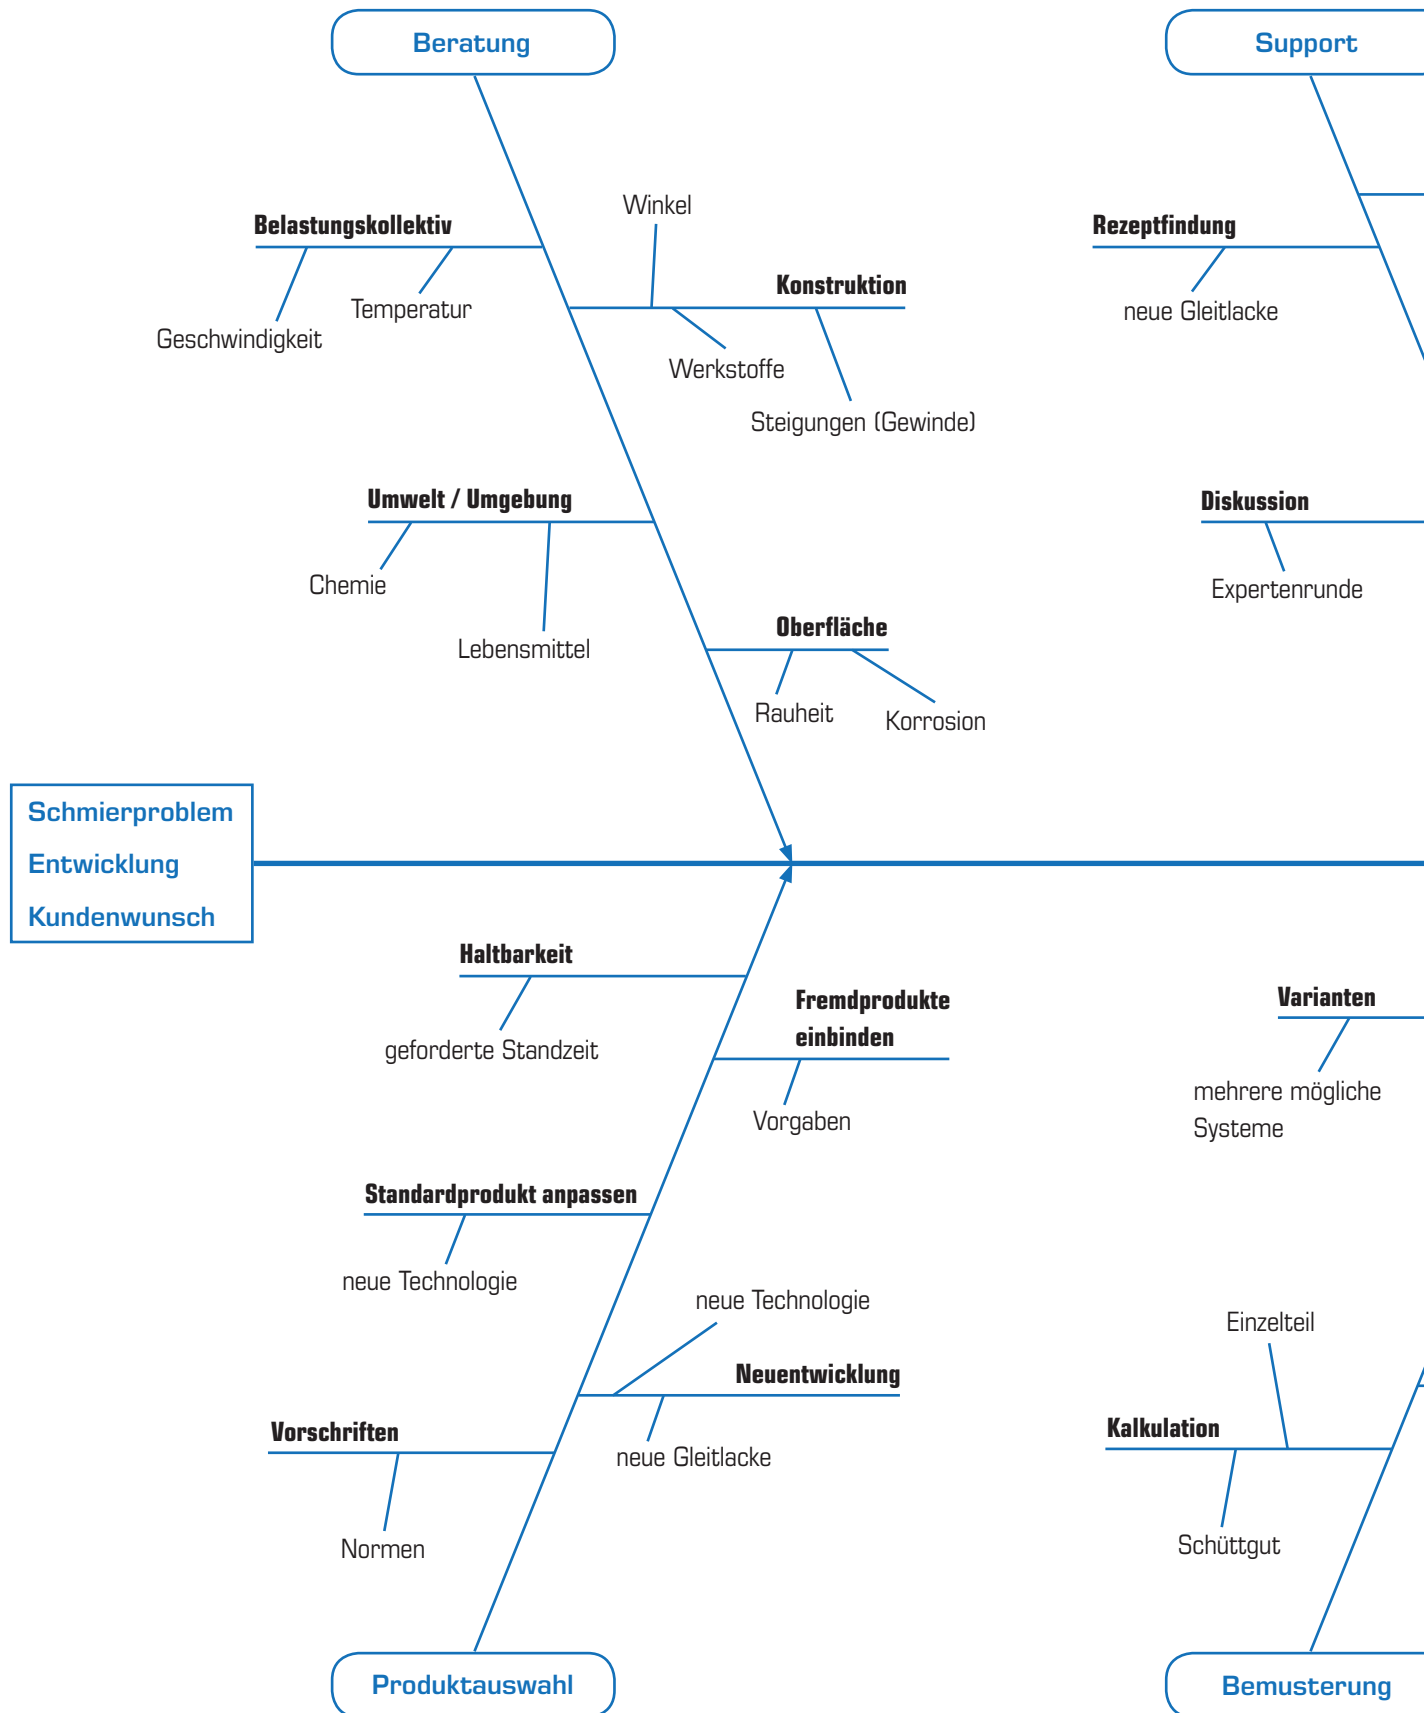 Beratung
Support
Winkel
Belastungskollektiv
Rezeptfindung
Konstruktion
Temperatur
neue Gleitlacke
Geschwindigkeit
Werkstoffe
Steigungen (Gewinde)
Umwelt / Umgebung
Diskussion
Chemie
Expertenrunde
Oberfläche
Lebensmittel
Rauheit
Korrosion
Schmierproblem
Entwicklung
Kundenwunsch
Haltbarkeit
Fremdprodukte
einbinden
Varianten
geforderte Standzeit
mehrere mögliche
Systeme
Vorgaben
Standardprodukt anpassen
neue Technologie
neue Technologie
Einzelteil
Neuentwicklung
Vorschriften
Kalkulation
neue Gleitlacke
Normen
Schüttgut
Produktauswahl
Bemusterung